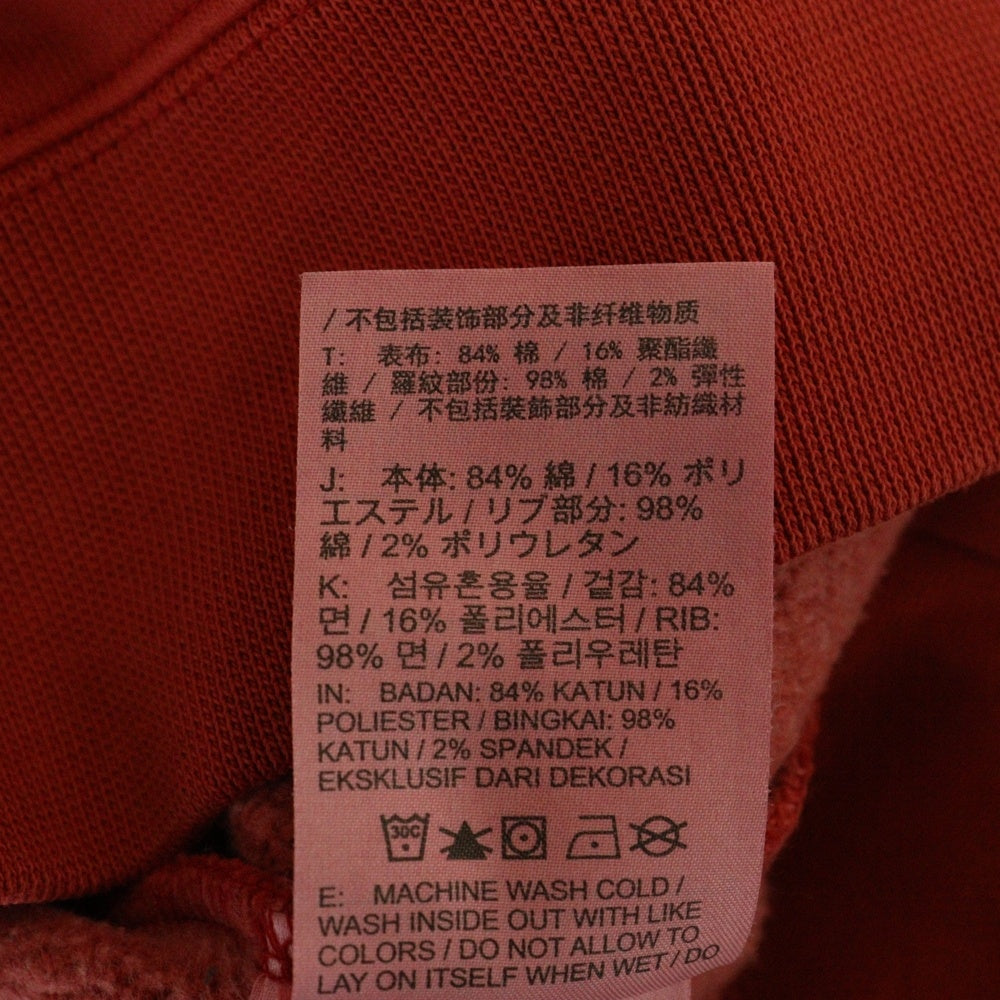 / 不包括装饰部分及非纤维物质
T: 表布: 84% 棉 / 16% 聚酯纖
維 / 羅紋部份: 98% 棉 / 2% 彈性
纖維 / 不包括裝飾部分及非紡織材
料
J: 本体: 84% 綿 / 16% ポリ
エステル / リブ部分: 98%
綿 / 2% ポリウレタン
K: 섬유혼용율 / 겉감: 84%
면 / 16% 폴리에스터 / RIB:
98% 면 / 2% 폴리우레탄
IN: BADAN: 84% KATUN / 16%
POLIESTER / BINGKAI: 98%
KATUN / 2% SPANDEK /
EKSKLUSIF DARI DEKORASI
30C
E: MACHINE WASH COLD /
WASH INSIDE OUT WITH LIKE
COLORS / DO NOT ALLOW TO
LAY ON ITSELF WHEN WET / DO